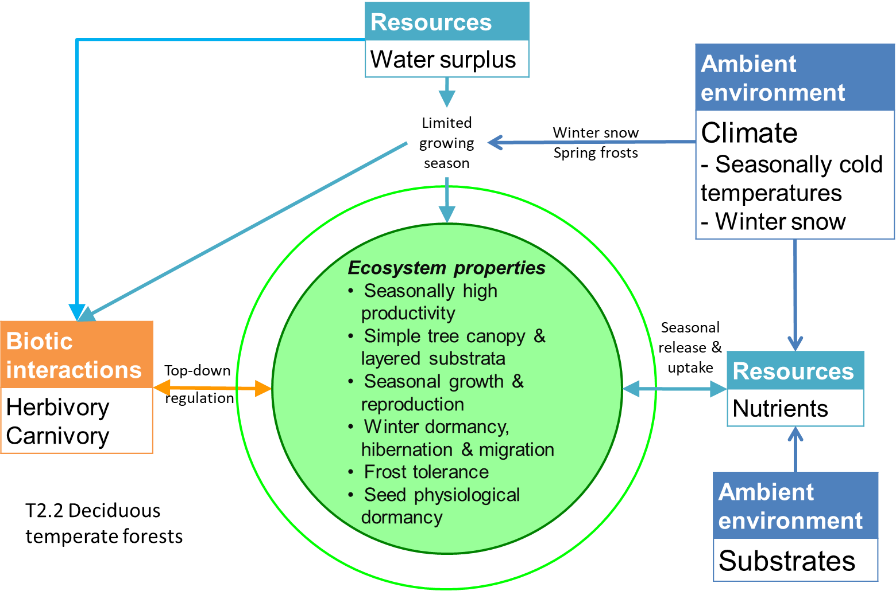 Resources
Water surplus
Ambient
environment
Climate
- Seasonally cold
temperatures
- Winter snow
Limited
growing
season
Winter snow
Spring frosts
Ecosystem properties
• Seasonally high
productivity
• Simple tree canopy &
layered substrata
• Seasonal growth &
reproduction
• Winter dormancy,
hibernation & migration
• Frost tolerance
• Seed physiological
dormancy
Biotic
interactions
Herbivory
Carnivory
Top-down
regulation
Seasonal
release &
uptake
Resources
Nutrients
Ambient
environment
Substrates
T2.2 Deciduous
temperate forests